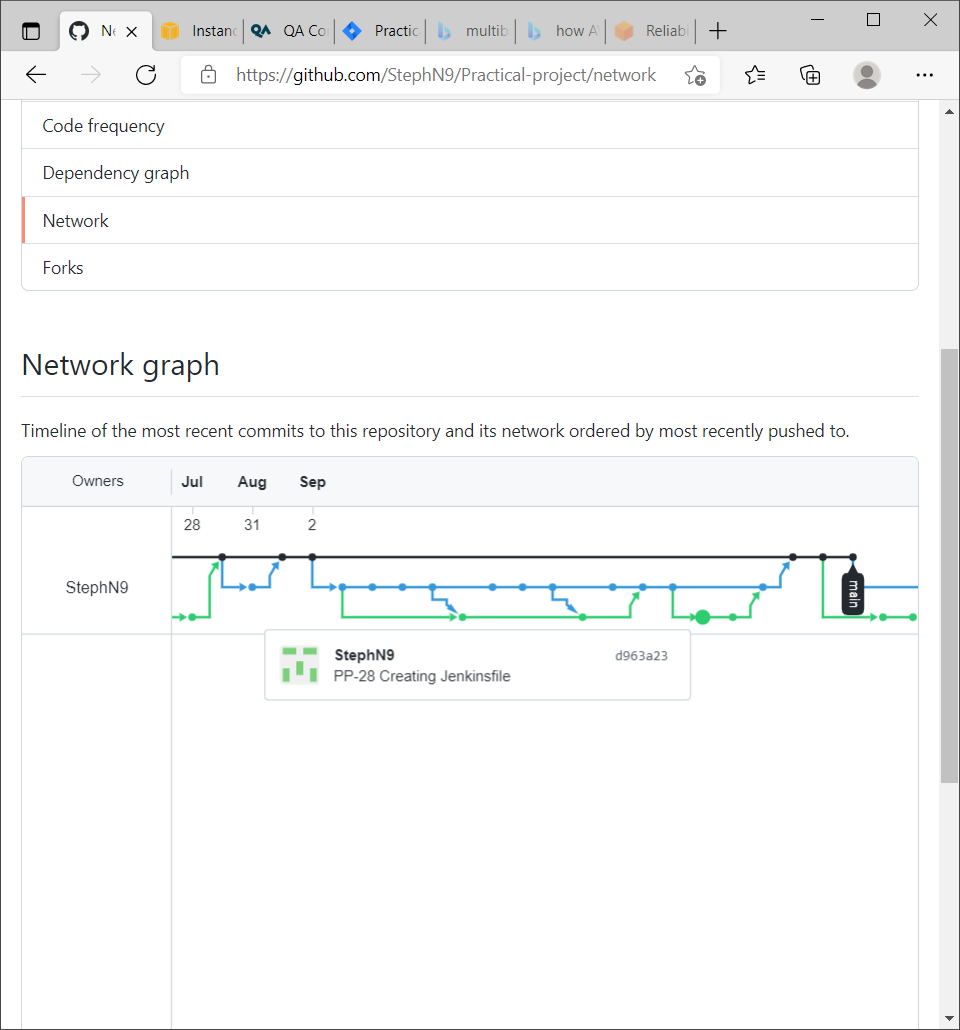 Ne
Instanc
QA QA Co
Practic
multib
how A
Reliabi
https://github.com/StephN9/Practical-project/network
Code frequency
Dependency graph
Network
Forks
Network graph
Timeline of the most recent commits to this repository and its network ordered by most recently pushed to.
Owners Jul Aug Sep
28 31 2
StephN9
main
StephN9 d963a23
PP-28 Creating Jenkinsfile